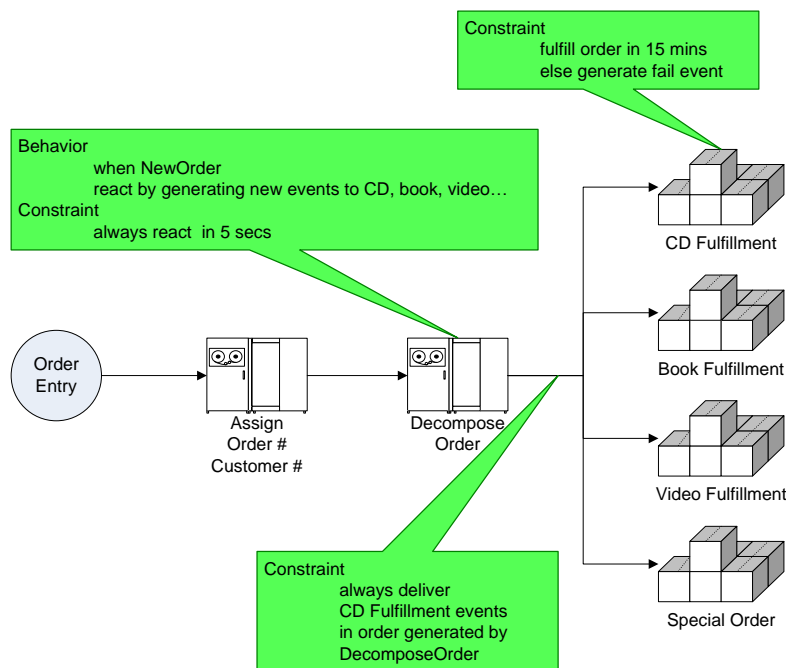 Constraint
fulfill order in 15 mins
else generate fail event
Behavior
when NewOrder
react by generating new events to CD, book, video…
Constraint
always react in 5 secs
CD Fulfillment
Order
Entry
Assign
Order #
Customer #
Decompose
Order
Book Fulfillment
Video Fulfillment
Constraint
always deliver
CD Fulfillment events
in order generated by
DecomposeOrder
Special Order